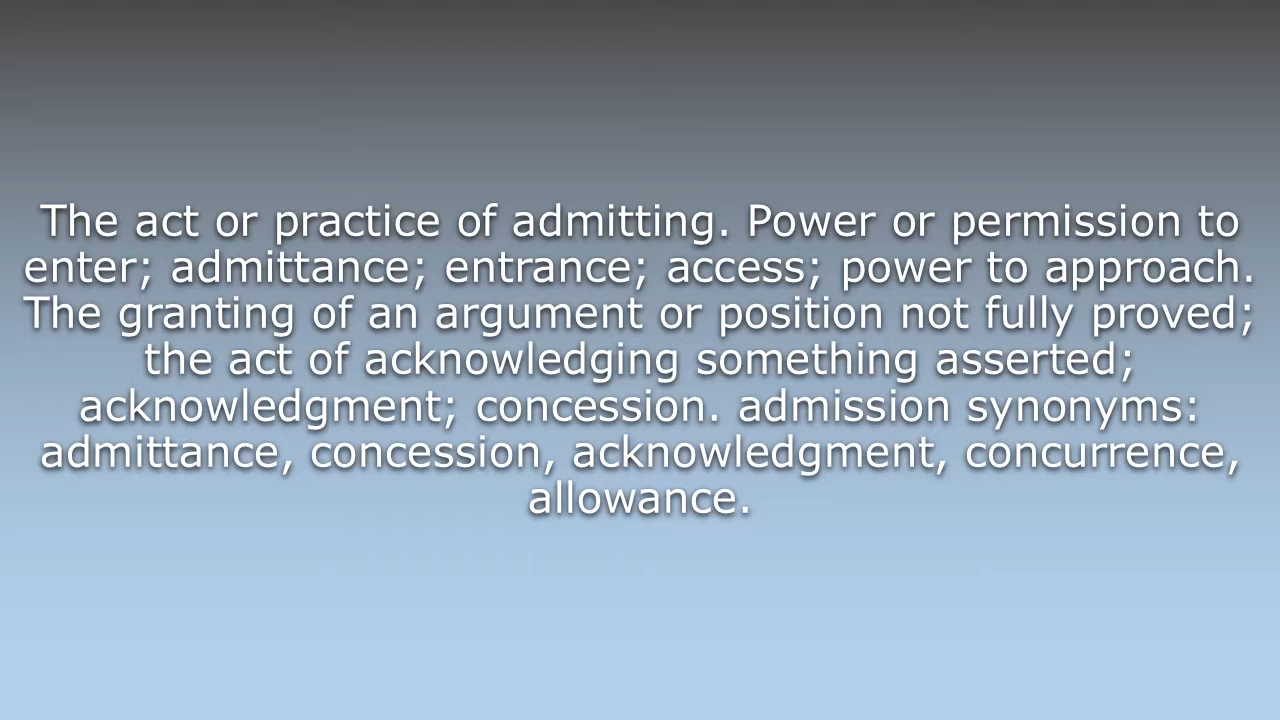 The act or practice of admitting. Power or permission to
enter; admittance; entrance; access; power to approach.
The granting of an argument or position not fully proved;
the act of acknowledging something asserted;
acknowledgment; concession. admission synonyms:
admittance, concession, acknowledgment, concurrence,
allowance.